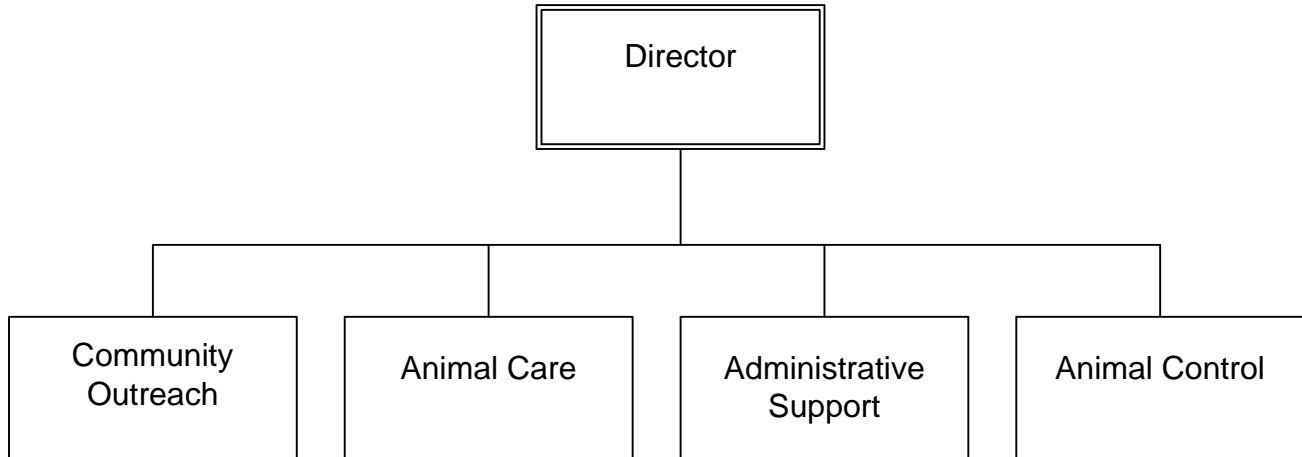 Director
Community
Outreach
Animal Care
Administrative
Support
Animal Control